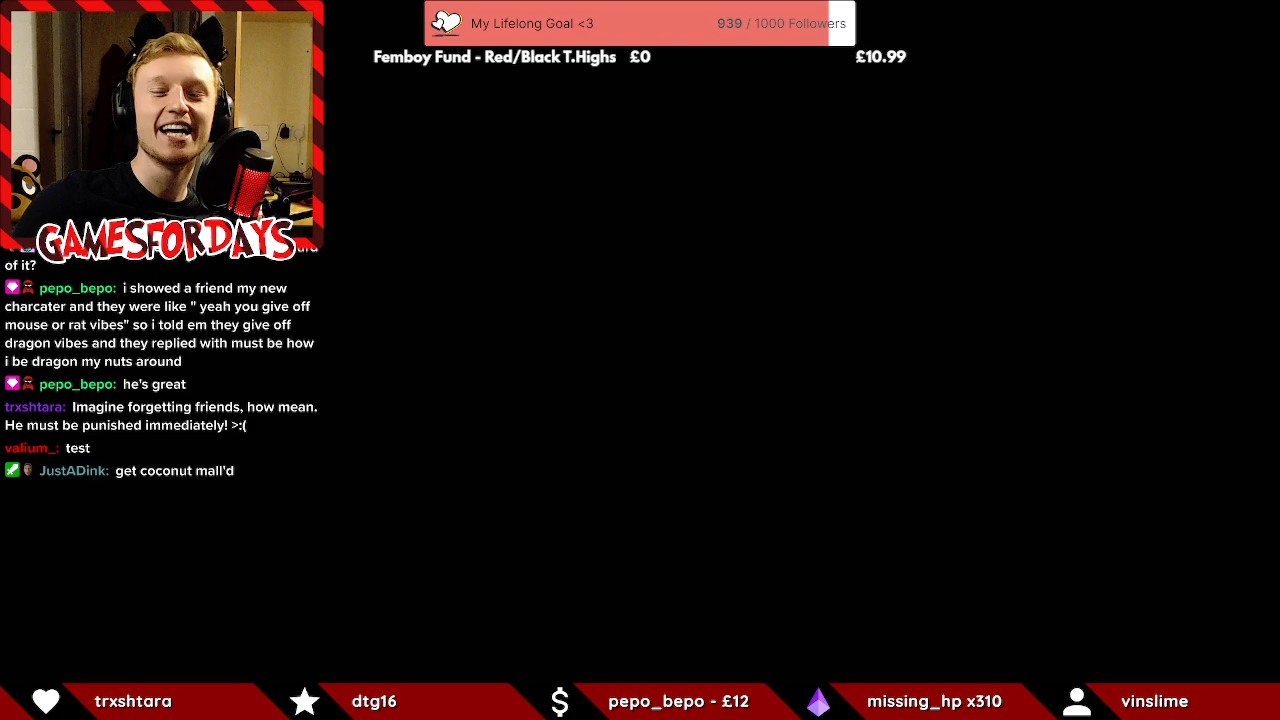 My Lifelong Goal <3 939 / 1000 Followers
Femboy Fund - Red/Black T.Highs £0 £10.99
GAMESFORDAYS
of it?
pepo_bepo: i showed a friend my new
charcater and they were like " yeah you give off
mouse or rat vibes" so i told em they give off
dragon vibes and they replied with must be how
i be dragon my nuts around
pepo_bepo: he's great
trxshtara: Imagine forgetting friends, how mean.
He must be punished immediately! >:(
valium_: test
JustADink: get coconut mall'd
trxshtara dtg16 pepo_bepo - £12 missing_hp x310 vinslime